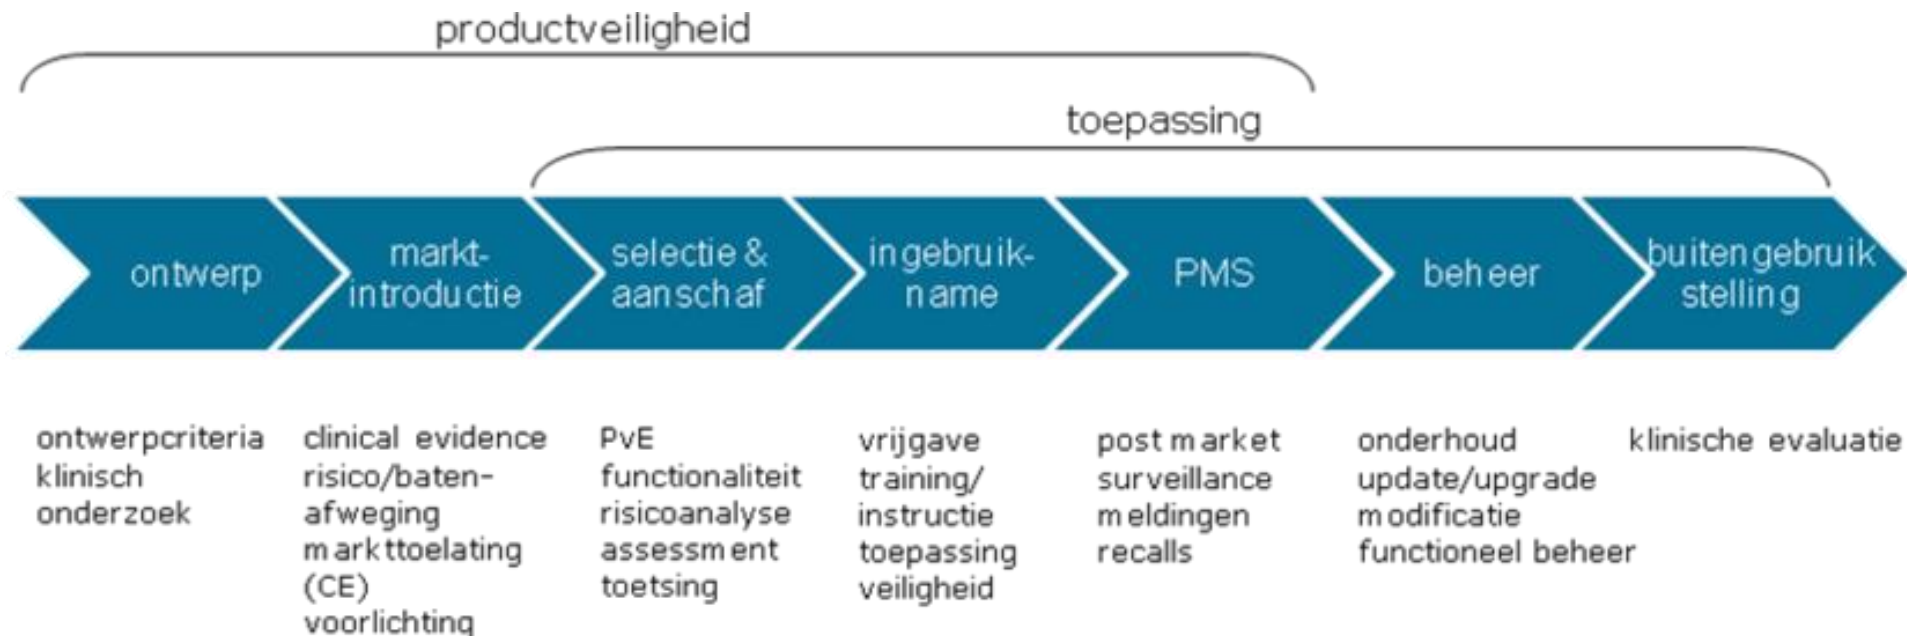 productveiligheid
toepassing
ontwerp
markt-
introductie
selectie &
aanschaf
ingebruik-
name
PMS
beheer
buitengebruik
stelling
ontwerpcriteria
klinisch
onderzoek
clinical evidence
risico/baten-
afweging
markttoelating
(CE)
voorlichting
PvE
functionaliteit
risicoanalyse
assessment
toetsing
vrijgave
training/
instructie
toepassing
veiligheid
post market
surveillance
meldingen
recalls
onderhoud
update/upgrade
modificatie
functioneel beheer
klinische evaluatie